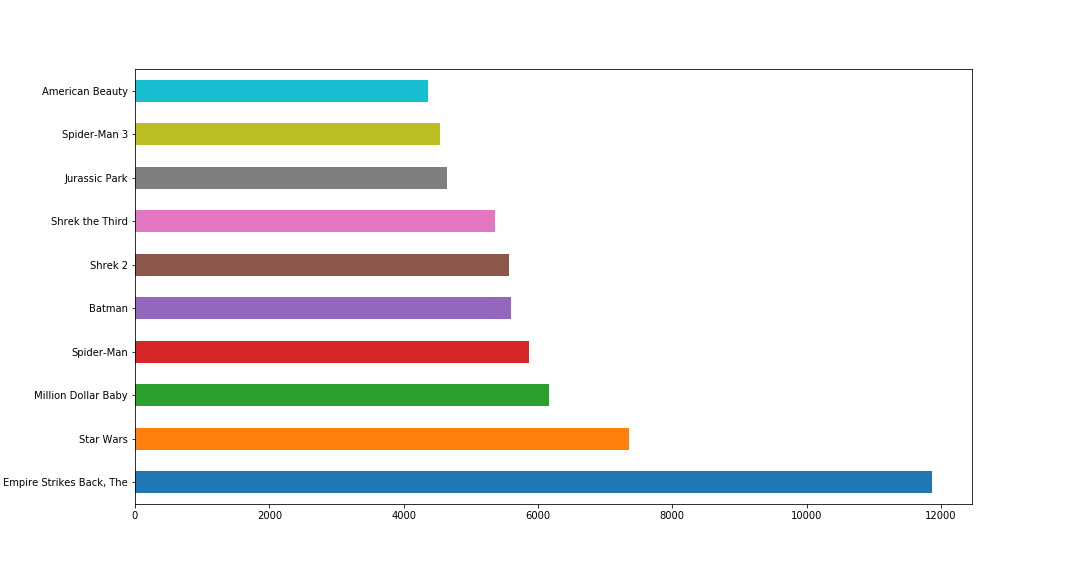 American Beauty
Spider-Man 3
Jurassic Park
Shrek the Third
Shrek 2
Batman
Spider-Man
Million Dollar Baby
Star Wars
Empire Strikes Back, The
0 2000 4000 6000 8000 10000 12000